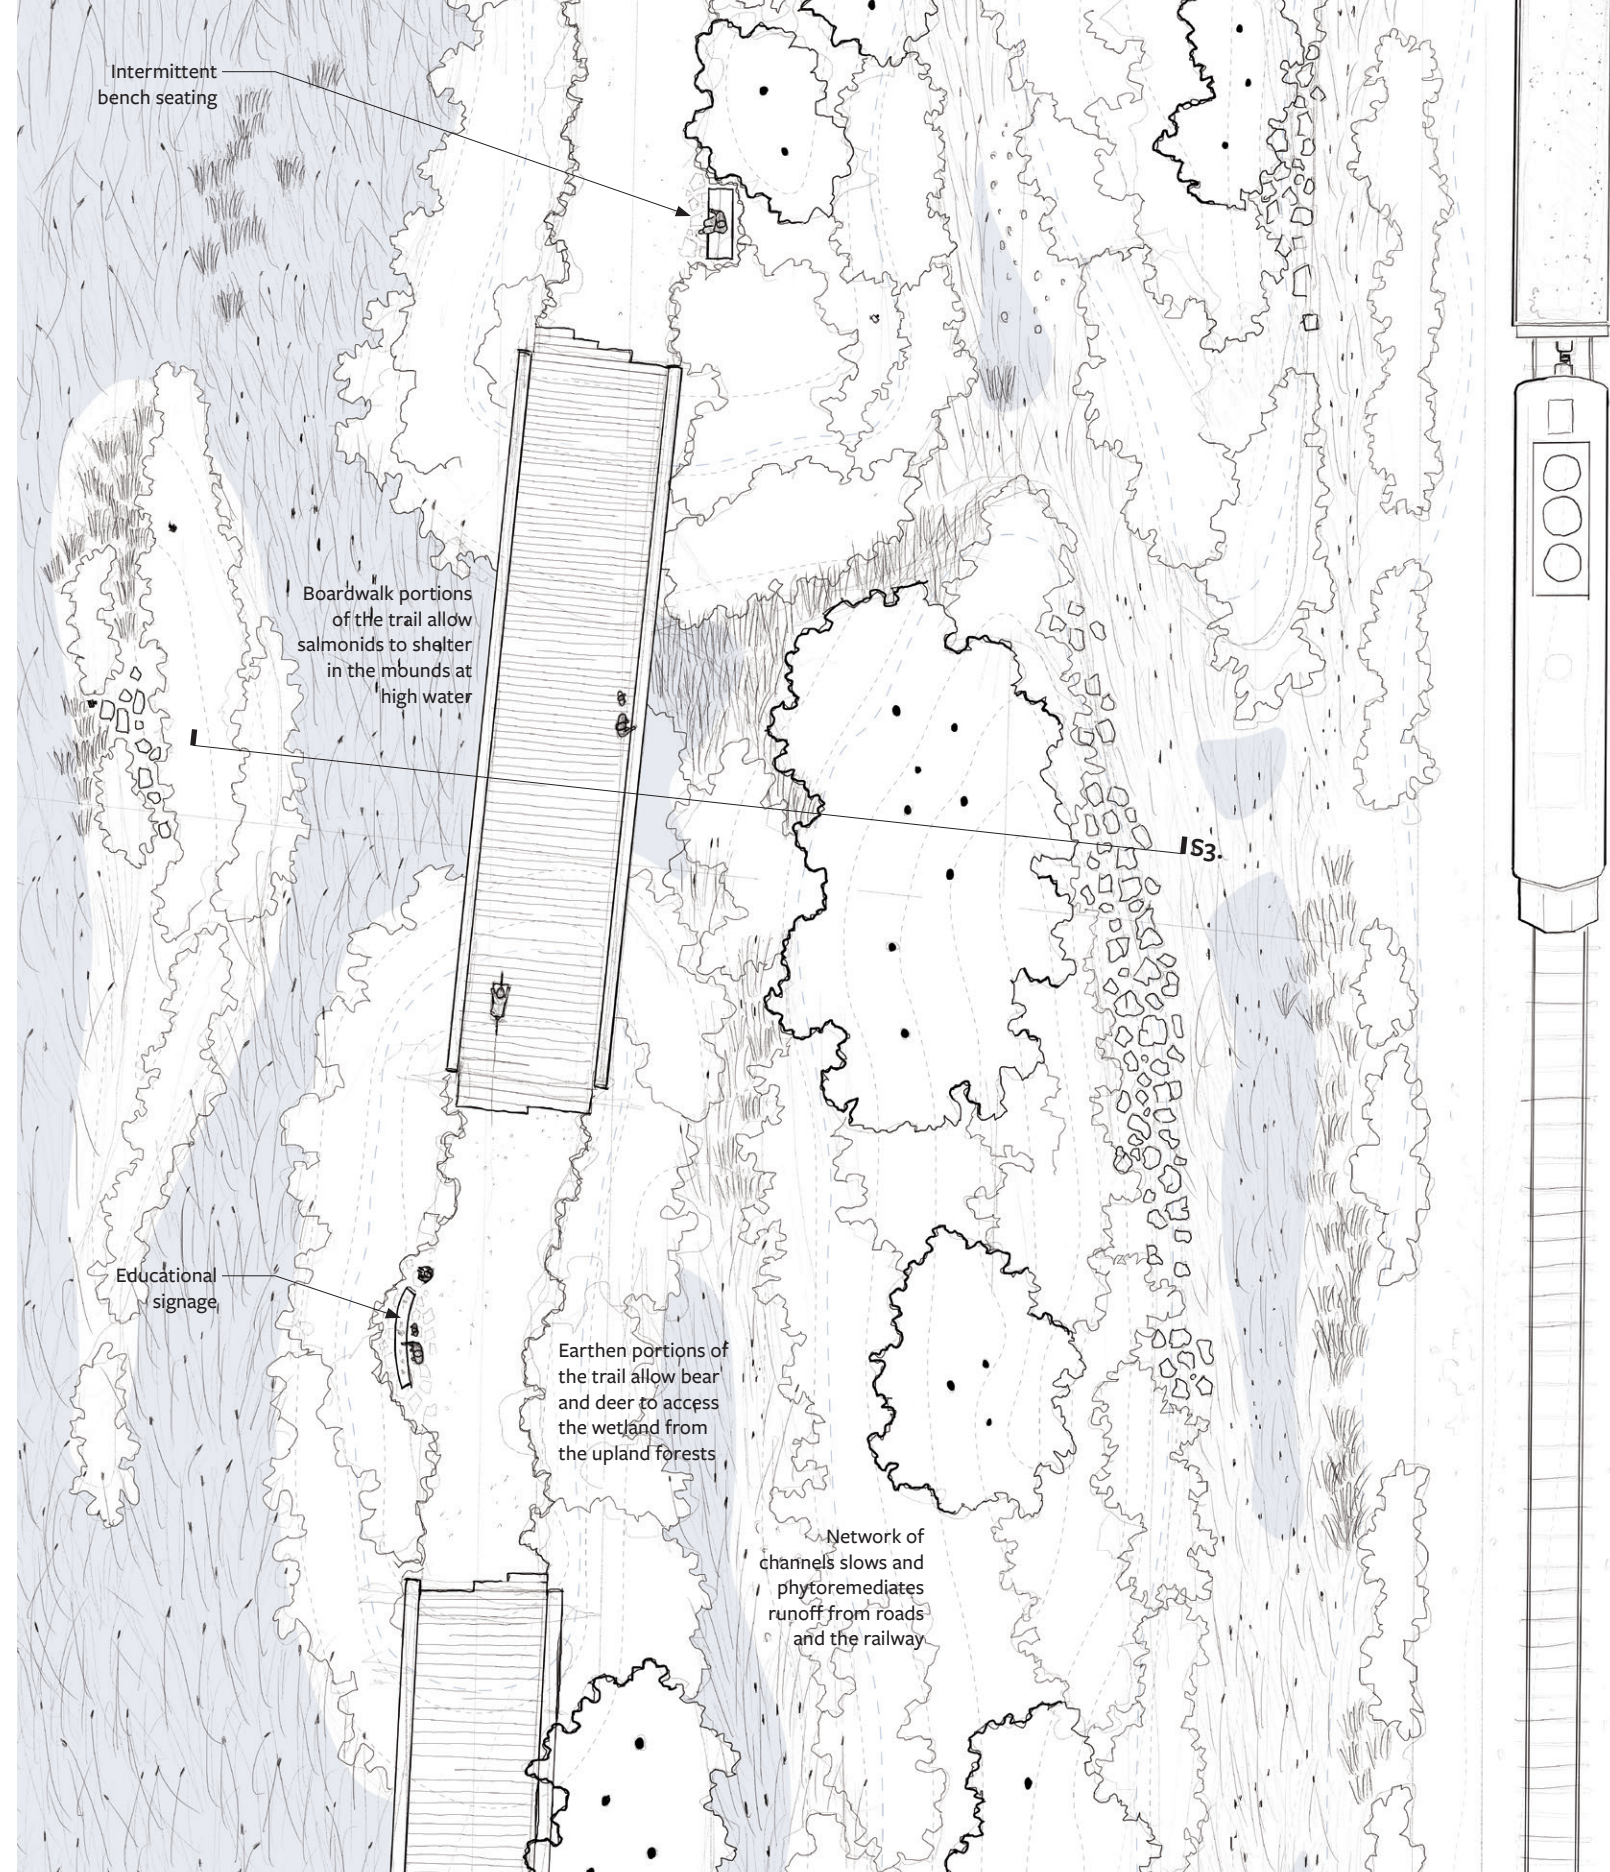 Intermittent
bench seating
Boardwalk portions
of the trail allow
salmonids to shelter
in the mounds at
high water
S3.
Educational
signage
Earthen portions of
the trail allow bear
and deer to access
the wetland from
the upland forests
Network of
channels slows and
phytoremediates
runoff from roads
and the railway